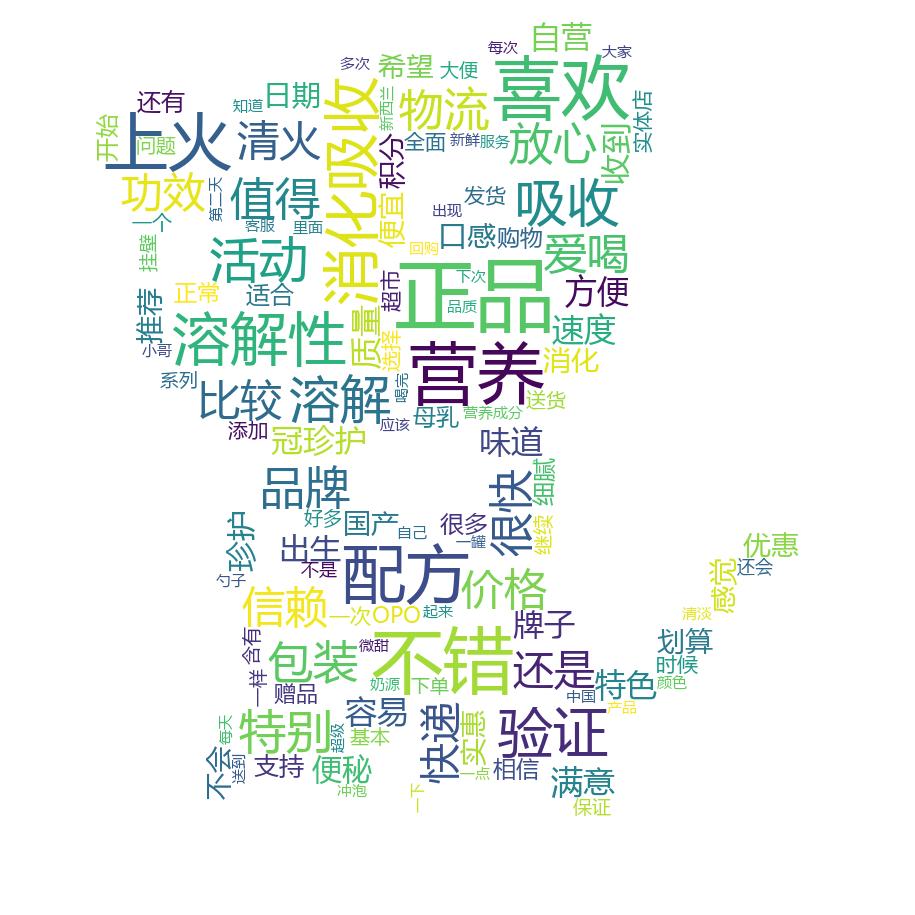 自营
每次
大家
多次
希望
大便
喜欢
还有
知道
日期
新西兰
物流
实体店
开始
问题
上火
清火
消化吸收
积分
全面
新鲜
服务
放心
收到
功效
第二天
值得
便宜
发货
吸收
一个
客服
里面
出现
口感
购物
爱喝
挂壁
活动
回购
推荐
正常
适合
超市
下次
正品
品质
方便
小哥
溶解性
质量
选择
速度
营养
消化
系列
比较
溶解
喝完
母乳
营养成分
送货
添加
冠珍护
应该
味道
品牌
很快
细腻
珍护
好多
国产
自己
很多
一罐
继续
优惠
出生
不是
勺子
配方
价格
感觉
还会
信赖
一次
OPO
起来
牌子
清淡
含有
微甜
不错
还是
划算
时候
包装
一样
赠品
奶源
下单
中国
特色
颜色
产品
每天
特别
超级
容易
基本
快递
实惠
验证
不会
送到
支持
便秘
一点
相信
满意
冲泡
一下
保证